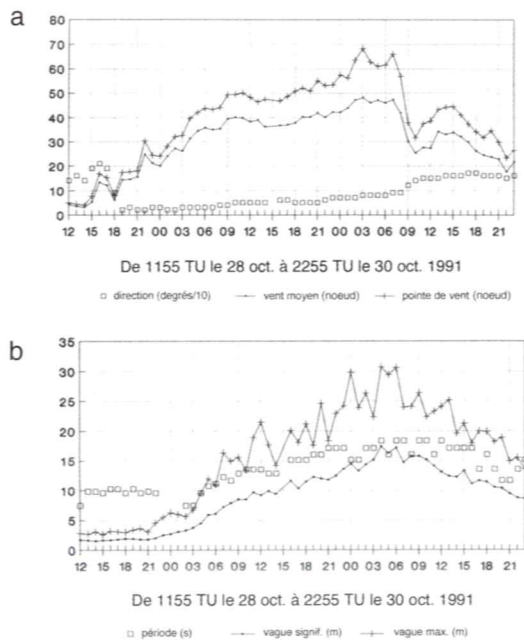 a
80
70
60
50
40
30
20
10
0
12 15 18 21 00 03 06 09 12 15 18 21 00 03 06 09 12 15 18 21
De 1155 TU le 28 oct. à 2255 TU le 30 oct. 1991
direction (degrés/10) vent moyen (noeud) pointe de vent (noeud)
b
35
30
25
20
15
10
5
0
12 15 18 21 00 03 06 09 12 15 18 21 00 03 06 09 12 15 18 21
De 1155 TU le 28 oct. à 2255 TU le 30 oct. 1991
période (s) vague signif. (m) vague max. (m)